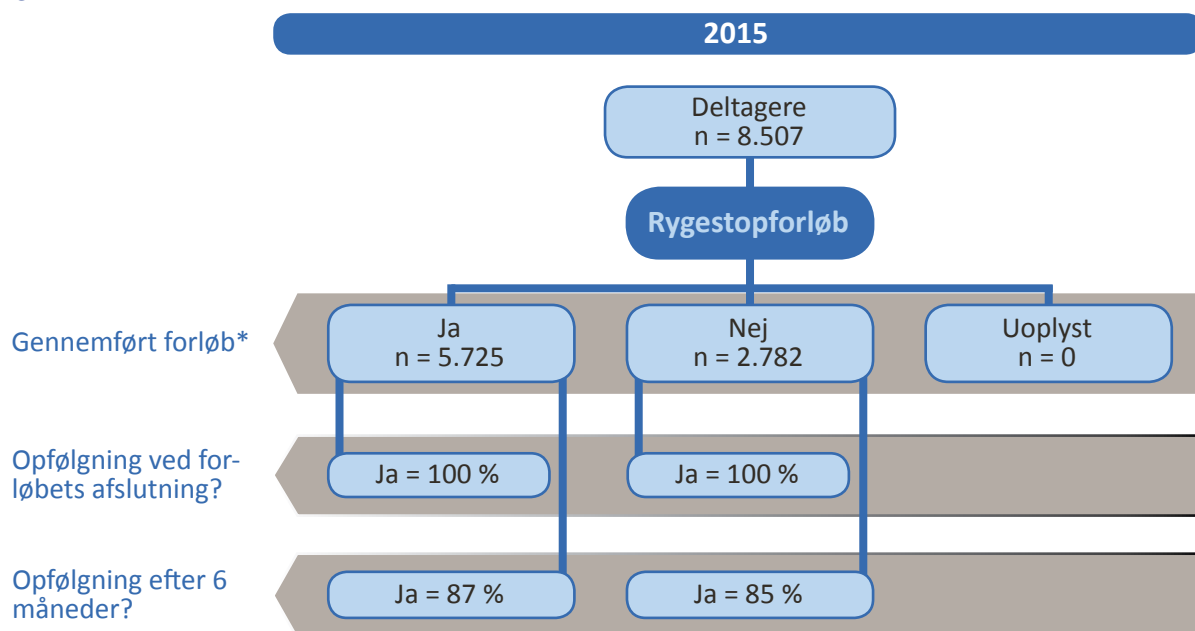 2015
Deltagere
n = 8.507
Rygestopforløb
Gennemført forløb*
Ja
n = 5.725
Nej
n = 2.782
Uoplyst
n = 0
Opfølgning ved for-
løbets afslutning?
Ja = 100 %
Ja = 100 %
Opfølgning efter 6
måneder?
Ja = 87 %
Ja = 85 %